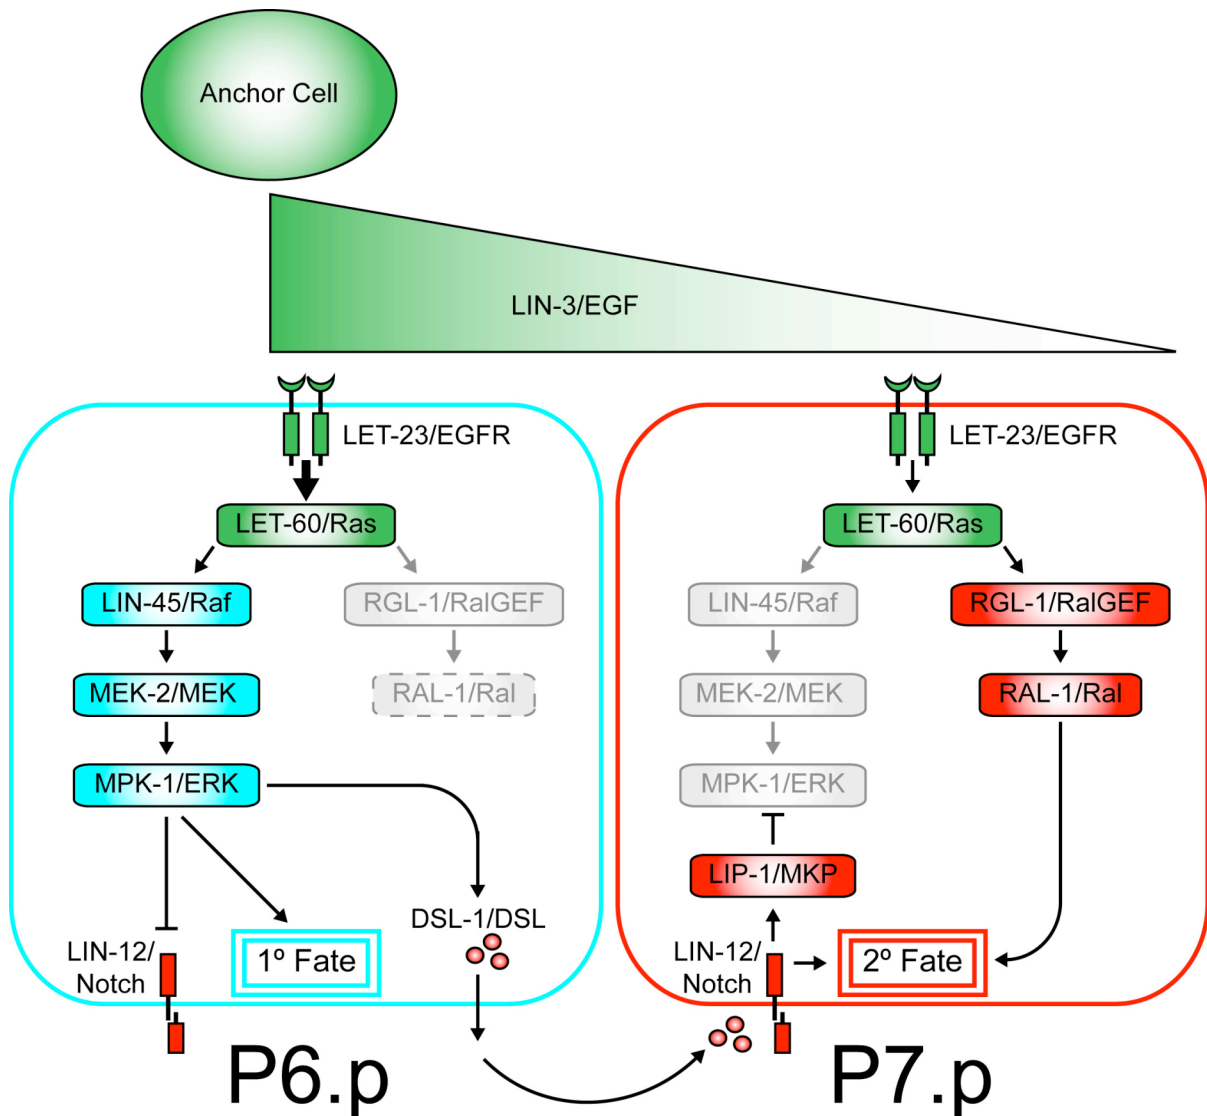 Anchor Cell
LIN-3/EGF
LET-23/EGFR
LET-60/Ras
LIN-45/Raf
RGL-1/RalGEF
MEK-2/MEK
RAL-1/Ral
MPK-1/ERK
DSL-1/DSL
LIN-12/
Notch
1º Fate
P6.p
LET-23/EGFR
LET-60/Ras
LIN-45/Raf
RGL-1/RalGEF
MEK-2/MEK
RAL-1/Ral
MPK-1/ERK
LIP-1/MKP
LIN-12/
Notch
2º Fate
P7.p